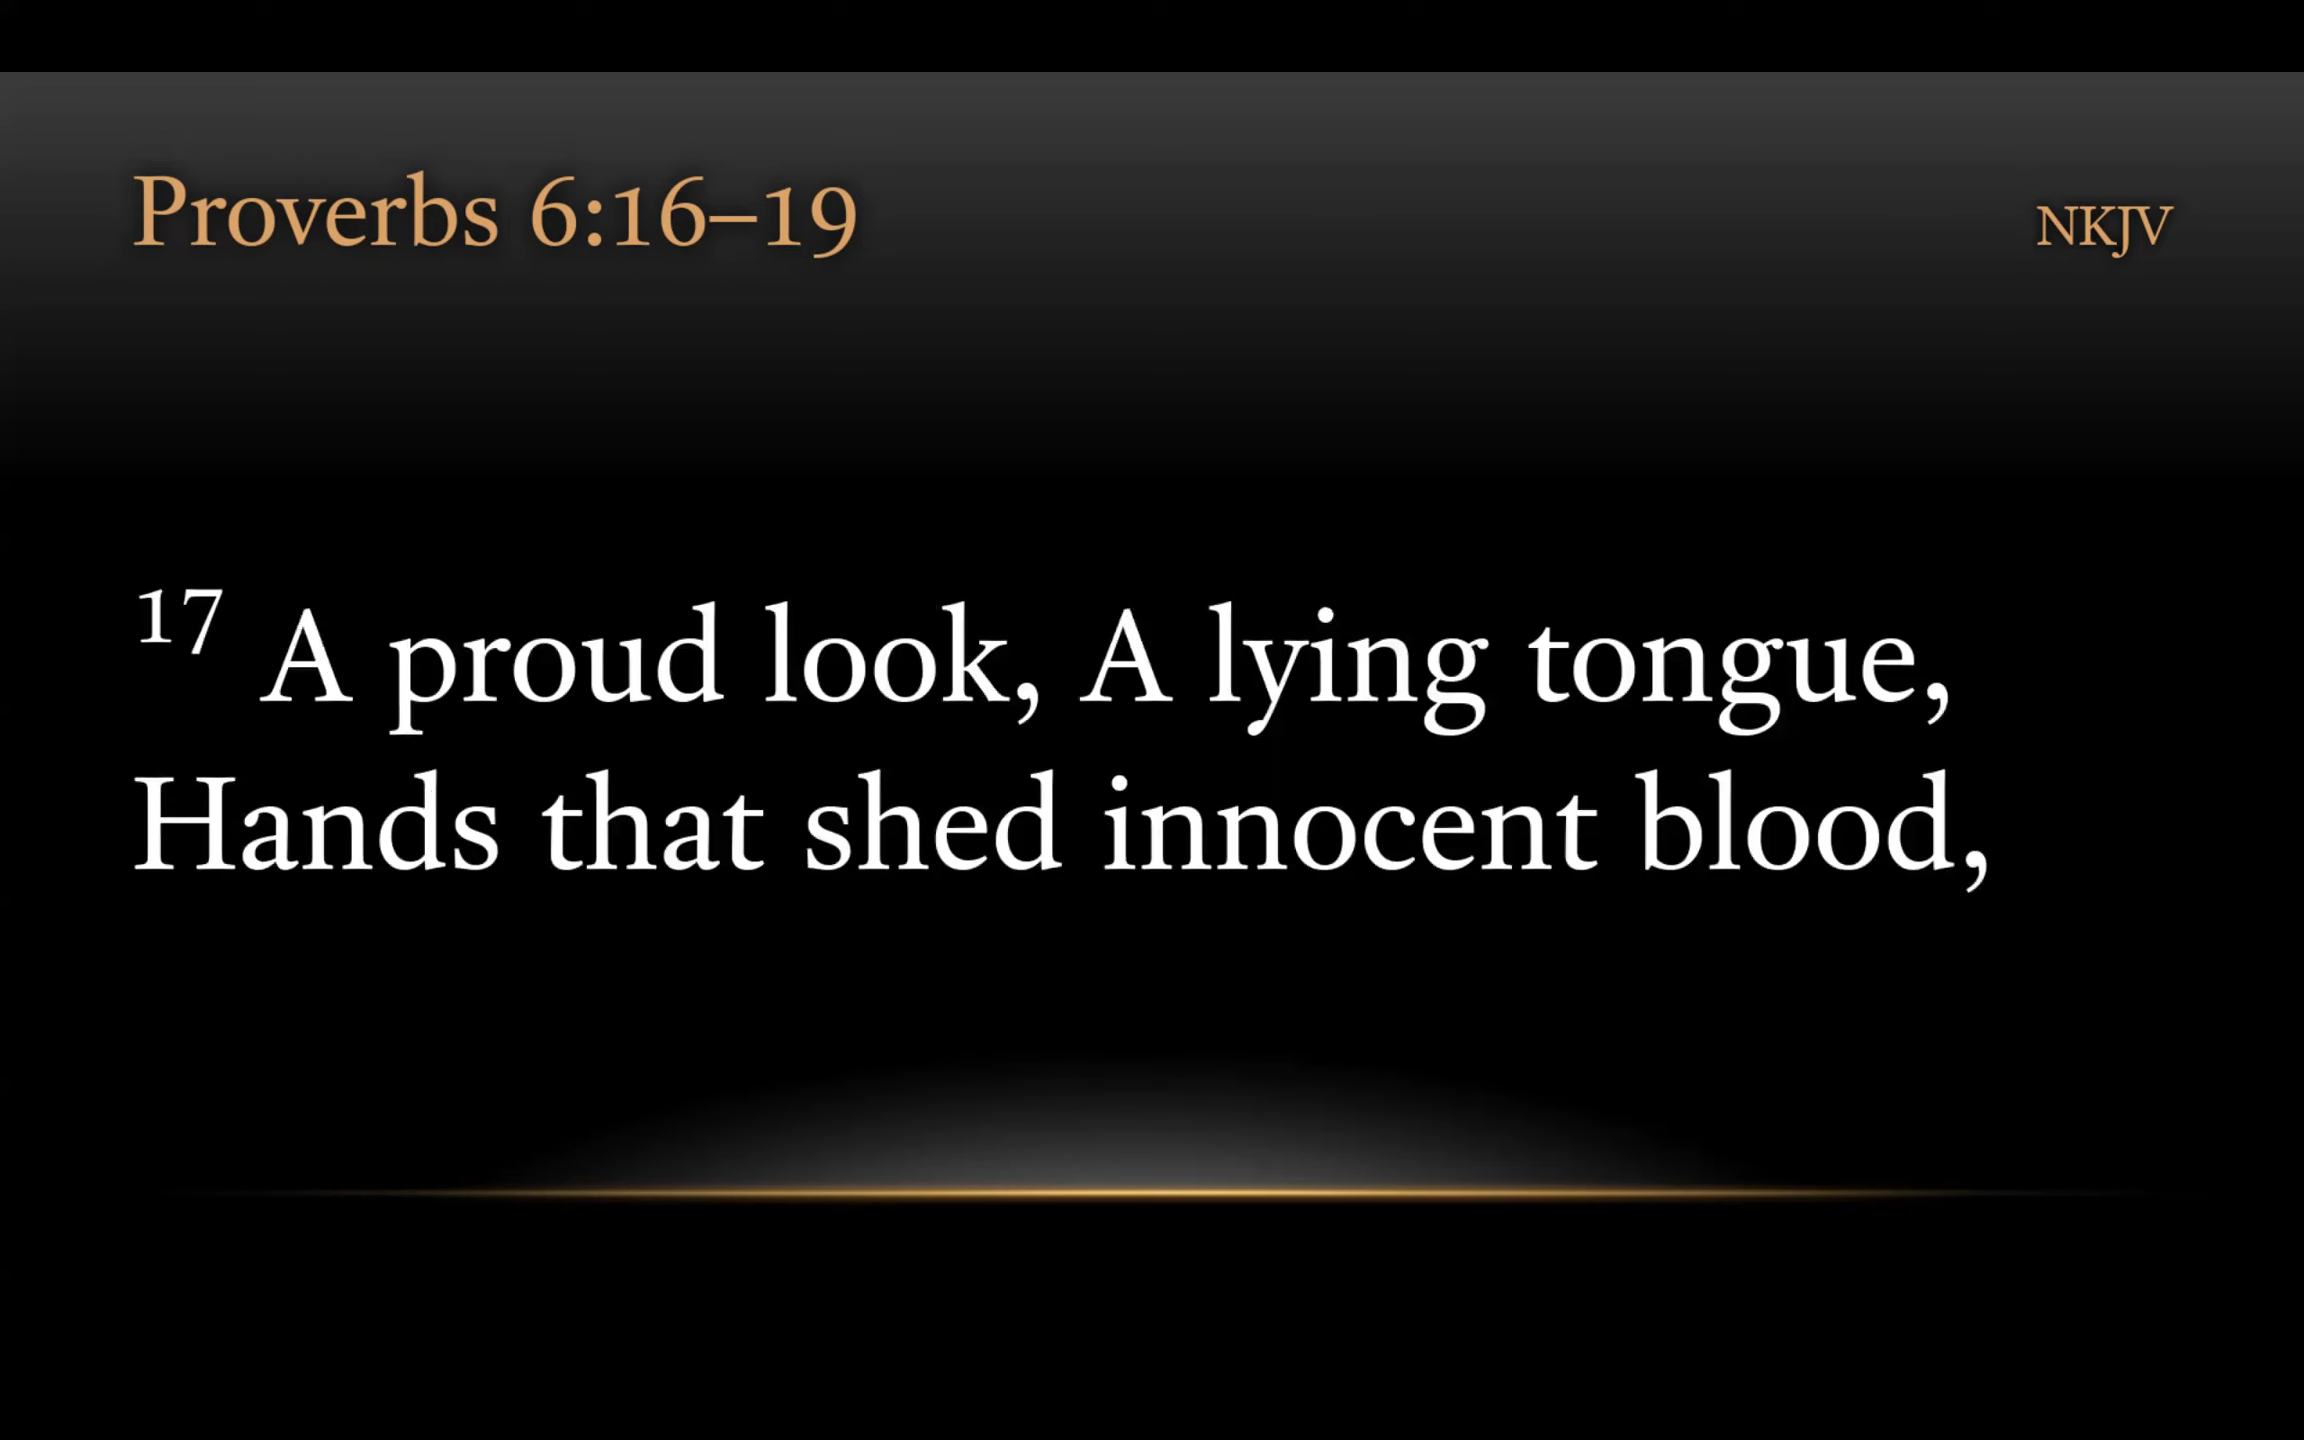 Proverbs 6:16–19
NKJV
17 A proud look, A lying tongue,
Hands that shed innocent blood,